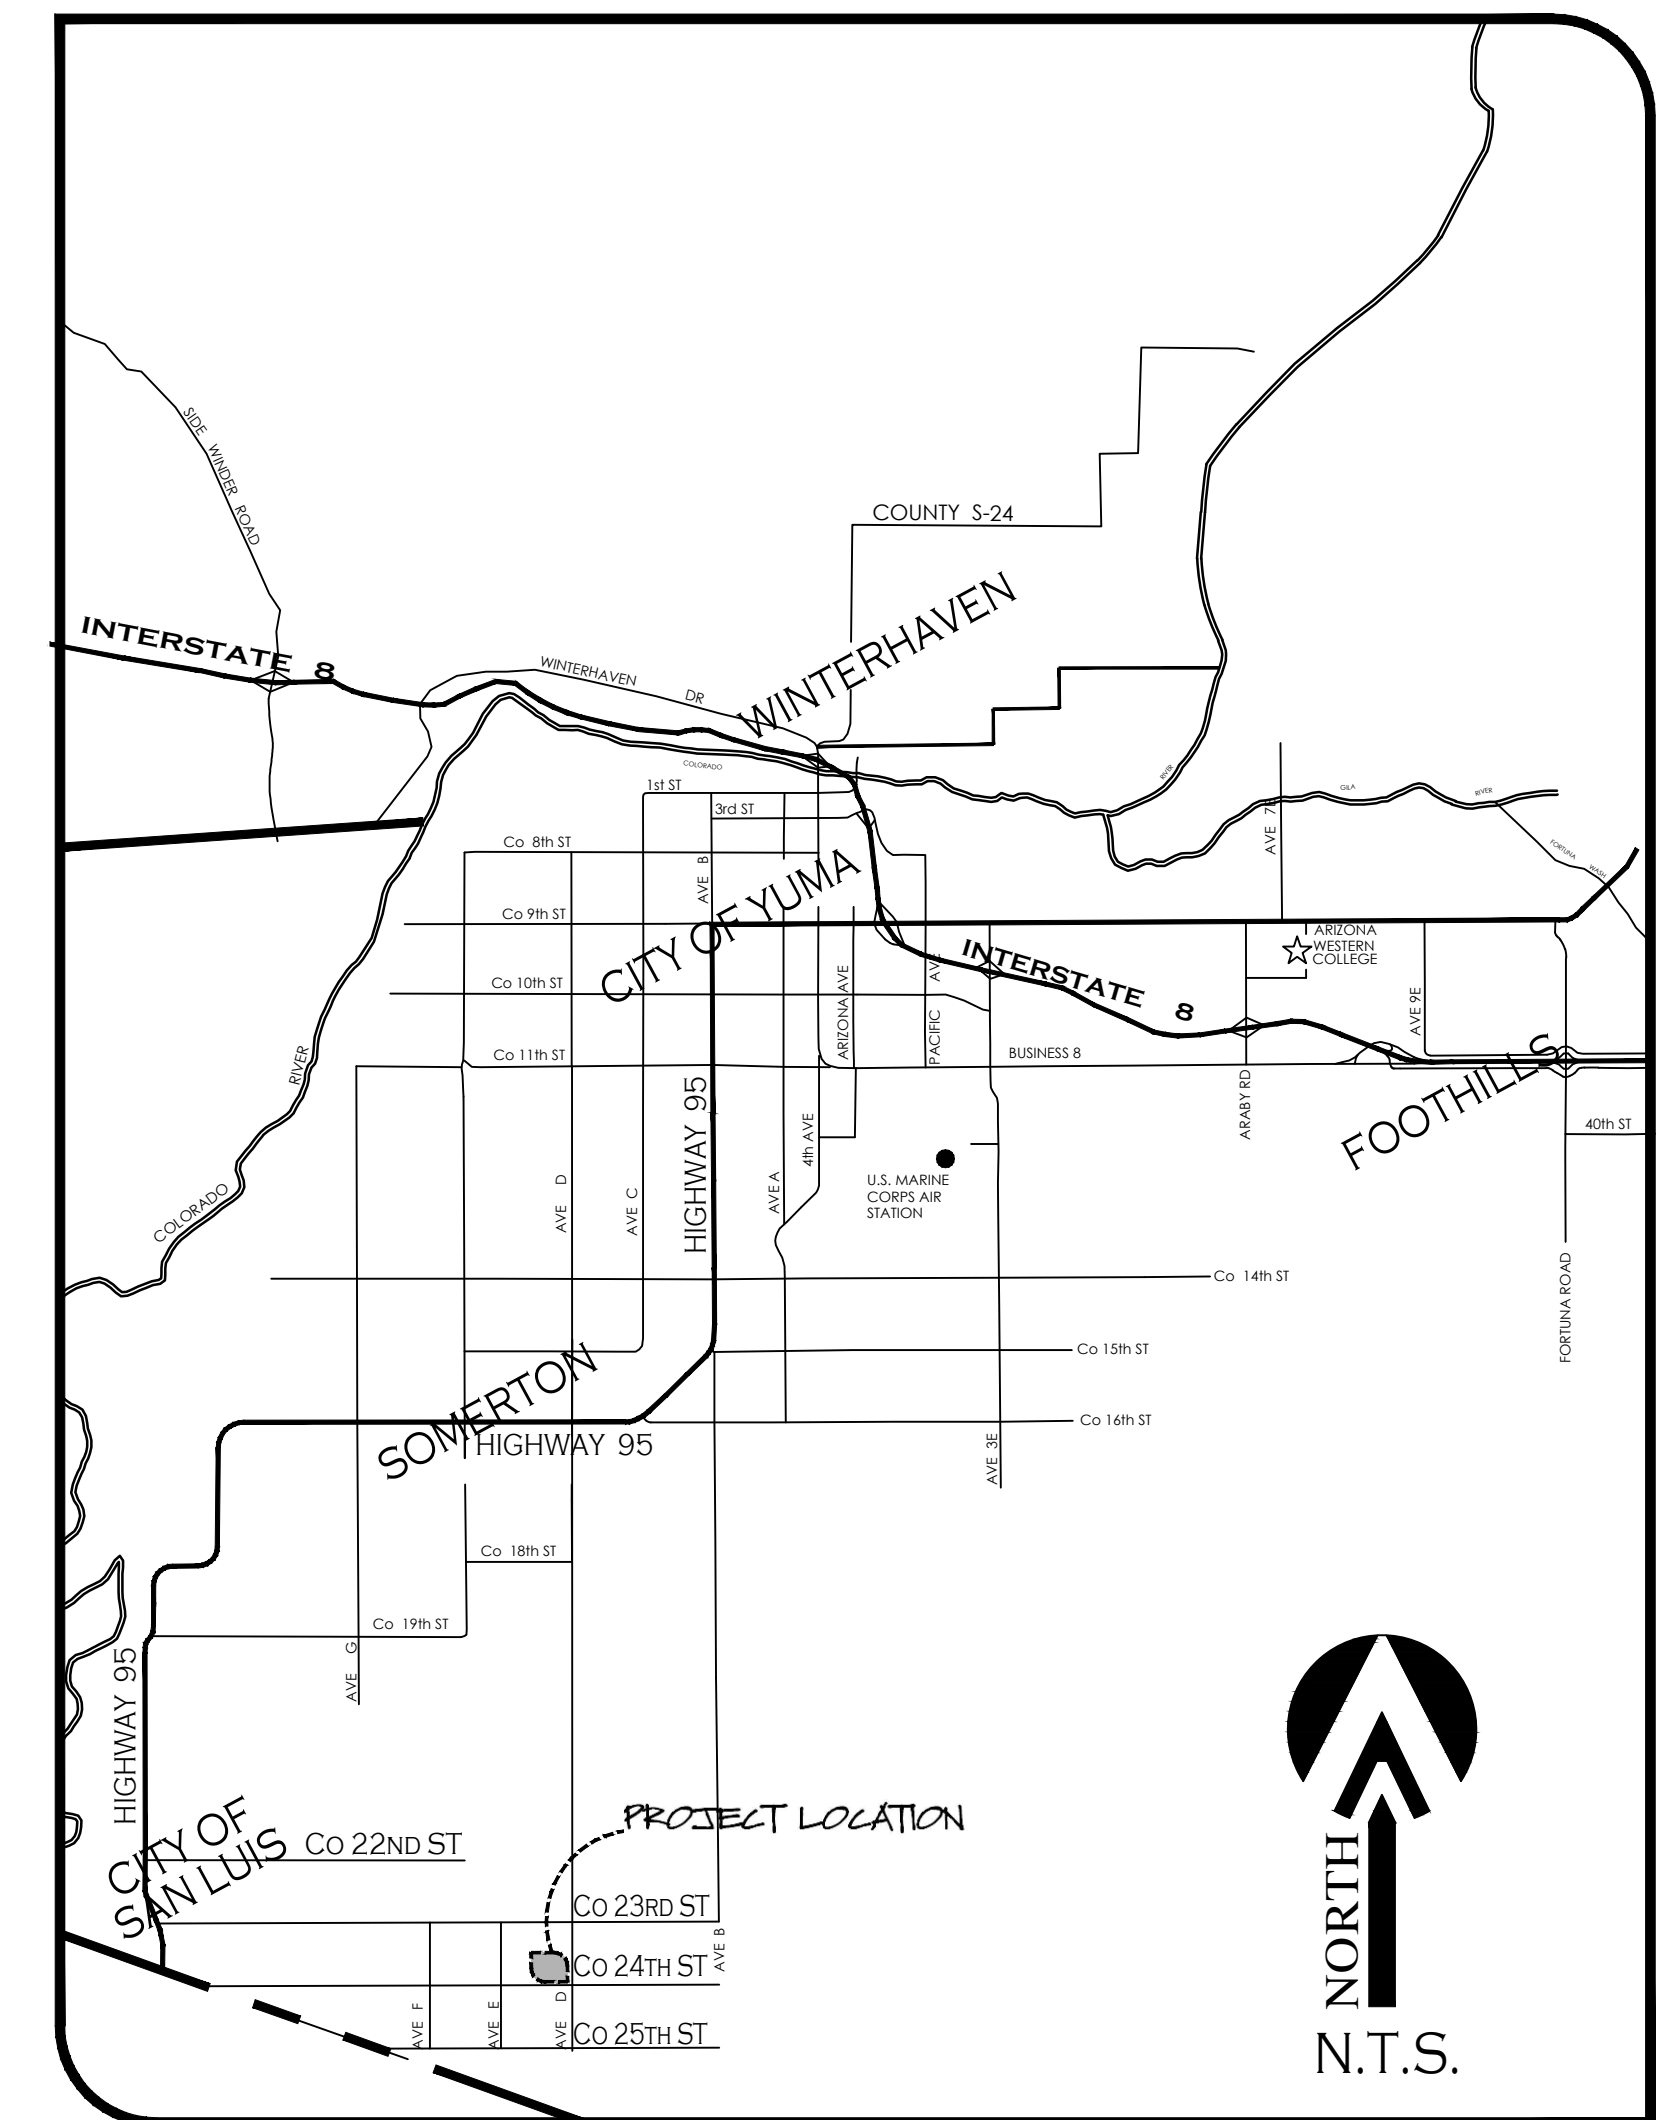 SIDE WINDER ROAD
COUNTY S-24
WINTERHAVEN
INTERSTATE 8
WINTERHAVEN DR
COLORADO
RIVER
1st ST
3rd ST
GILA RIVER
AVE 7E
Co 8th ST
AVE B
CITY OF YUMA
FORTUNA WASH
Co 9th ST
ARIZONA
WESTERN
COLLEGE
INTERSTATE 8
Co 10th ST
ARIZONA AVE
PACIFIC AVE
AVE 9E
Co 11th ST
BUSINESS 8
FOOTHILLS
RIVER
COLORADO
HIGHWAY 95
4th AVE
ARABY RD
40th ST
AVE D
AVE C
AVE A
U.S. MARINE
CORPS AIR
STATION
Co 14th ST
FORTUNA ROAD
Co 15th ST
SOMERTON
Co 16th ST
HIGHWAY 95
AVE 3E
Co 18th ST
Co 19th ST
AVE G
HIGHWAY 95
PROJECT LOCATION
CITY OF
SAN LUIS
Co 22ND ST
Co 23RD ST
AVE B
Co 24TH ST
AVE F
AVE E
AVE D
Co 25TH ST
NORTH
N.T.S.